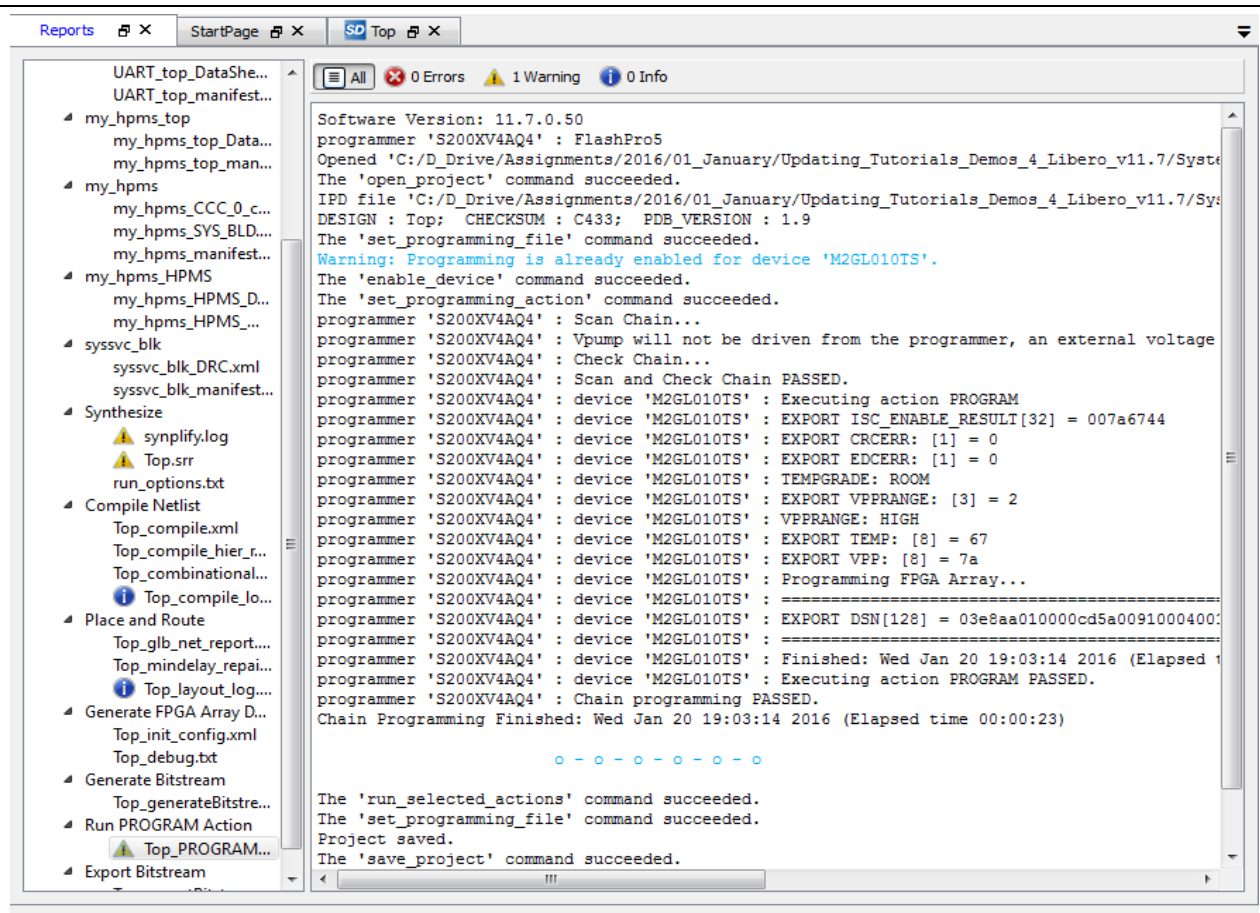 Reports
StartPage
SD Top
UART_top_DataShe...
UART_top_manifest...
my_hpms_top
my_hpms_top_Data...
my_hpms_top_man...
my_hpms
my_hpms_CCC_0_c...
my_hpms_SYS_BLD....
my_hpms_manifest...
my_hpms_HPMS
my_hpms_HPMS_D...
my_hpms_HPMS_...
syssvc_blk
syssvc_blk_DRC.xml
syssvc_blk_manifest...
Synthesize
synplify.log
Top.srr
run_options.txt
Compile Netlist
Top_compile.xml
Top_compile_hier_r...
Top_combinational...
Top_compile_lo...
Place and Route
Top_glb_net_report....
Top_mindelay_repai...
Top_layout_log....
Generate FPGA Array D...
Top_init_config.xml
Top_debug.txt
Generate Bitstream
Top_generateBitstre...
Run PROGRAM Action
Top_PROGRAM...
Export Bitstream
All 0 Errors 1 Warning 0 Info
Software Version: 11.7.0.50
programmer 'S200XV4AQ4' : FlashPro5
Opened 'C:/D_Drive/Assignments/2016/01_January/Updating_Tutorials_Demos_4_Libero_v11.7/Syste
The 'open_project' command succeeded.
IPD file 'C:/D_Drive/Assignments/2016/01_January/Updating_Tutorials_Demos_4_Libero_v11.7/Sys
DESIGN : Top; CHECKSUM : C433; PDB_VERSION : 1.9
The 'set_programming_file' command succeeded.
Warning: Programming is already enabled for device 'M2GL010TS'.
The 'enable_device' command succeeded.
The 'set_programming_action' command succeeded.
programmer 'S200XV4AQ4' : Scan Chain...
programmer 'S200XV4AQ4' : Vpump will not be driven from the programmer, an external voltage
programmer 'S200XV4AQ4' : Check Chain...
programmer 'S200XV4AQ4' : Scan and Check Chain PASSED.
programmer 'S200XV4AQ4' : device 'M2GL010TS' : Executing action PROGRAM
programmer 'S200XV4AQ4' : device 'M2GL010TS' : EXPORT ISC_ENABLE_RESULT[32] = 007a6744
programmer 'S200XV4AQ4' : device 'M2GL010TS' : EXPORT CRCERR: [1] = 0
programmer 'S200XV4AQ4' : device 'M2GL010TS' : EXPORT EDCERR: [1] = 0
programmer 'S200XV4AQ4' : device 'M2GL010TS' : TEMPGRADE: ROOM
programmer 'S200XV4AQ4' : device 'M2GL010TS' : EXPORT VPPRANGE: [3] = 2
programmer 'S200XV4AQ4' : device 'M2GL010TS' : VPPRANGE: HIGH
programmer 'S200XV4AQ4' : device 'M2GL010TS' : EXPORT TEMP: [8] = 67
programmer 'S200XV4AQ4' : device 'M2GL010TS' : EXPORT VPP: [8] = 7a
programmer 'S200XV4AQ4' : device 'M2GL010TS' : Programming FPGA Array...
programmer 'S200XV4AQ4' : device 'M2GL010TS' : =============================================
programmer 'S200XV4AQ4' : device 'M2GL010TS' : EXPORT DSN[128] = 03e8aa010000cd5a00910004001
programmer 'S200XV4AQ4' : device 'M2GL010TS' : =============================================
programmer 'S200XV4AQ4' : device 'M2GL010TS' : Finished: Wed Jan 20 19:03:14 2016 (Elapsed t
programmer 'S200XV4AQ4' : device 'M2GL010TS' : Executing action PROGRAM PASSED.
programmer 'S200XV4AQ4' : Chain programming PASSED.
Chain Programming Finished: Wed Jan 20 19:03:14 2016 (Elapsed time 00:00:23)
o - o - o - o - o - o
The 'run_selected_actions' command succeeded.
The 'set_programming_file' command succeeded.
Project saved.
The 'save_project' command succeeded.